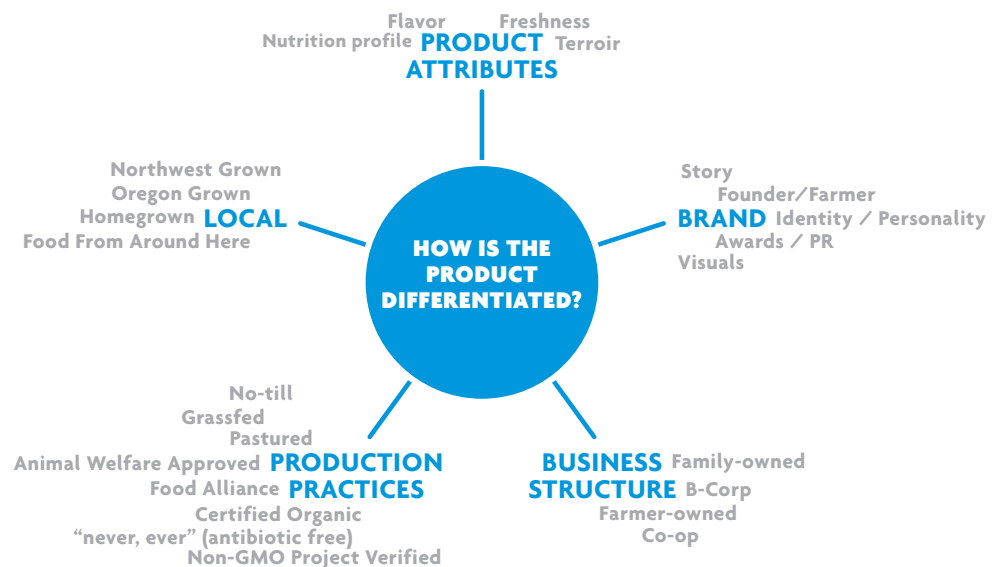 Flavor Freshness
Nutrition profile PRODUCT Terroir
ATTRIBUTES
Northwest Grown
Oregon Grown
Homegrown LOCAL
Food From Around Here
Story
Founder/Farmer
BRAND Identity / Personality
Awards / PR
Visuals
HOW IS THE
PRODUCT
DIFFERENTIATED?
No-till
Grassfed
Pastured
Animal Welfare Approved PRODUCTION
Food Alliance PRACTICES
Certified Organic
“never, ever” (antibiotic free)
Non-GMO Project Verified
BUSINESS Family-owned
STRUCTURE B-Corp
Farmer-owned
Co-op